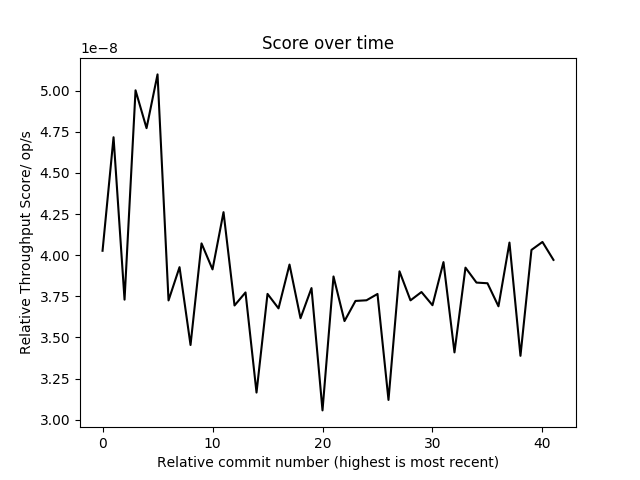 Score over time
1e−8
5.00
4.75
4.50
4.25
4.00
3.75
3.50
3.25
3.00
Relative Throughput Score/ op/s
0 10 20 30 40
Relative commit number (highest is most recent)